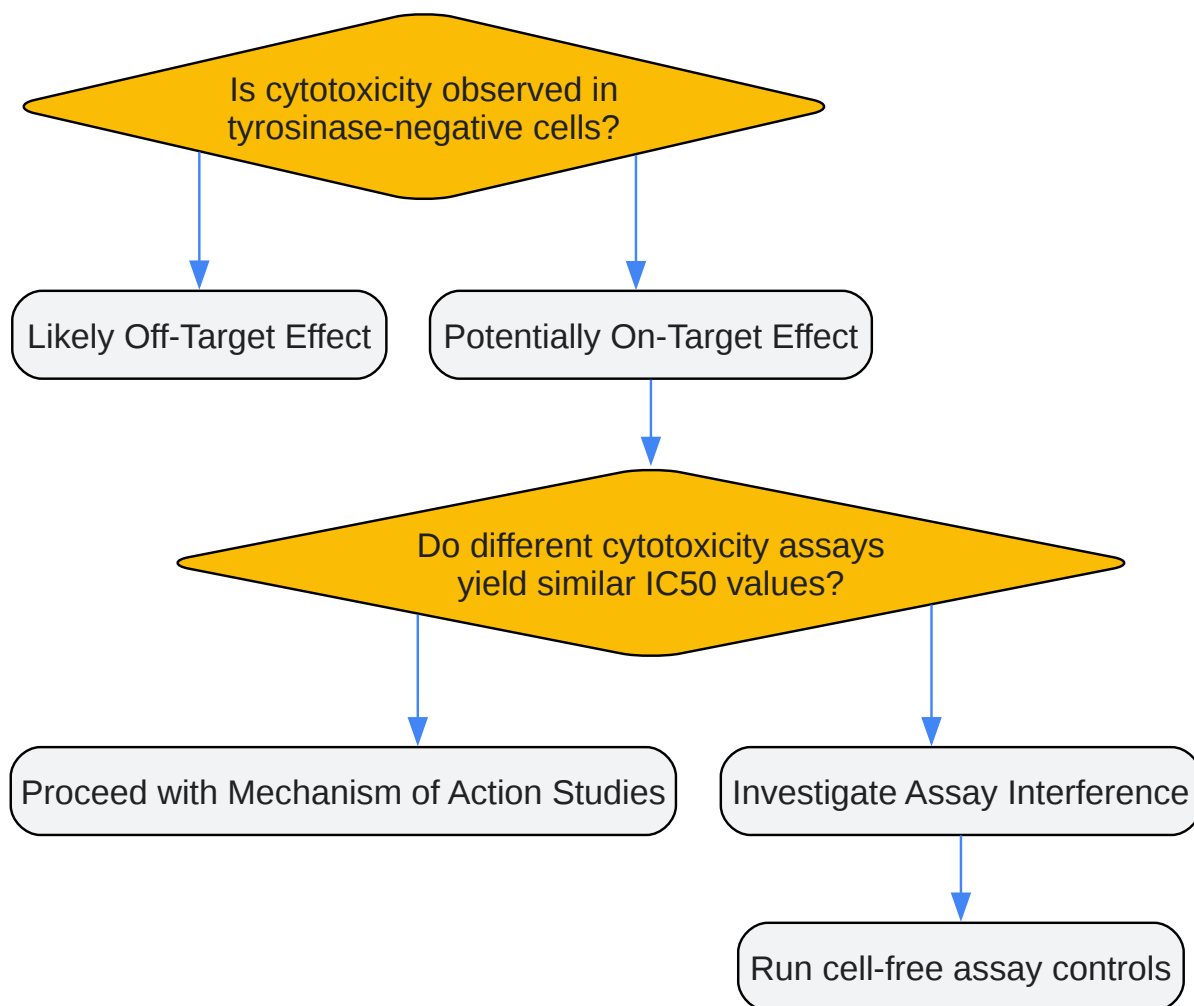 Is cytotoxicity observed in
tyrosinase-negative cells?
Likely Off-Target Effect
Potentially On-Target Effect
Do different cytotoxicity assays
yield similar IC50 values?
Proceed with Mechanism of Action Studies
Investigate Assay Interference
Run cell-free assay controls